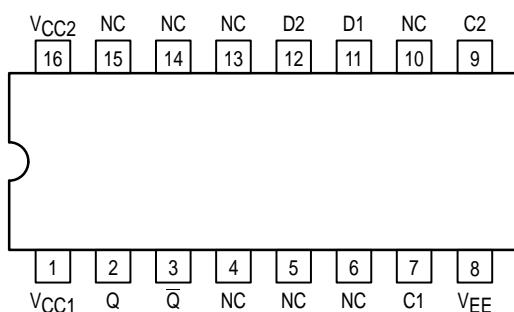 VCC2 NC NC NC D2 D1 NC C2
16 15 14 13 12 11 10 9
1 2 3 4 5 6 7 8
VCC1 Q Q̅ NC NC NC C1 VEE